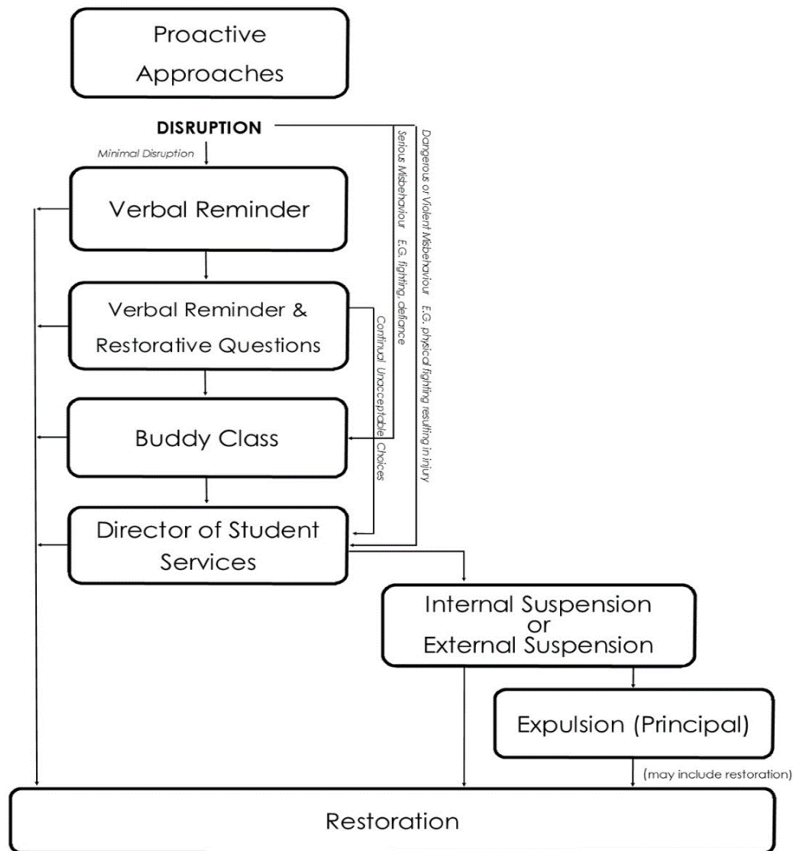 Proactive
Approaches
DISRUPTION
Minimal Disruption
Serious Misbehaviour E.G. fighting, defiance
Dangerous or Violent Misbehaviour E.G. physical fighting resulting in injury
Verbal Reminder
Verbal Reminder &
Restorative Questions
Continual Unacceptable Choices
Buddy Class
Director of Student
Services
Internal Suspension
or
External Suspension
Expulsion (Principal)
(may include restoration)
Restoration